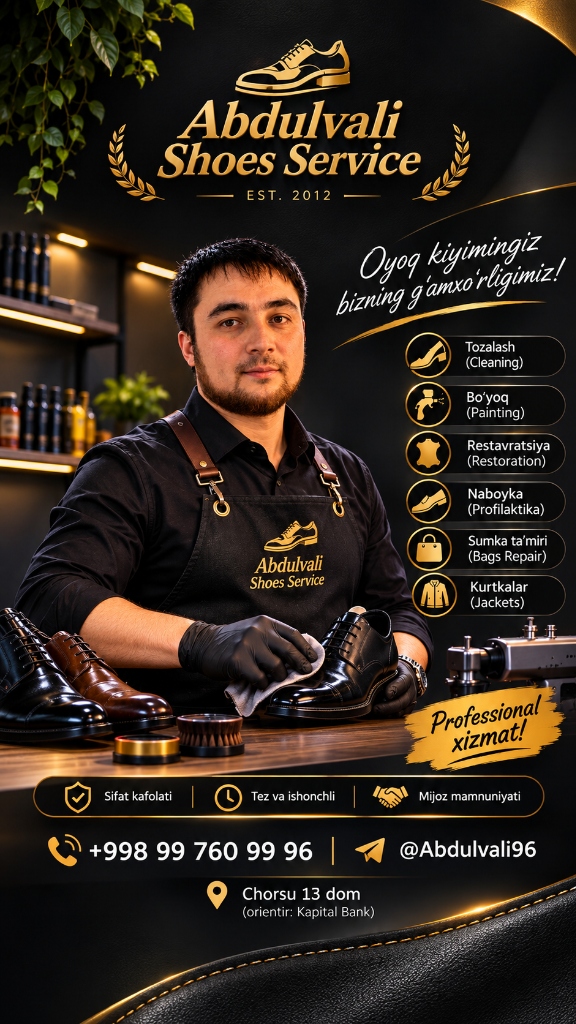 Abdulvali
Shoes Service
EST. 2012
Oyoq kiyimingiz
bizning g'amxo'rligimiz!
Tozalash
(Cleaning)
Bo'yoq
(Painting)
Restavratsiya
(Restoration)
Naboyka
(Profilaktika)
Sumka ta'miri
(Bags Repair)
Kurtkalar
(Jackets)
Abdulvali
Shoes Service
Professional
xizmat!
Sifat kafolati
Tez va ishonchli
Mijoz mamnuniyati
+998 99 760 99 96
@Abdulvali96
Chorsu 13 dom
(orientir: Kapital Bank)